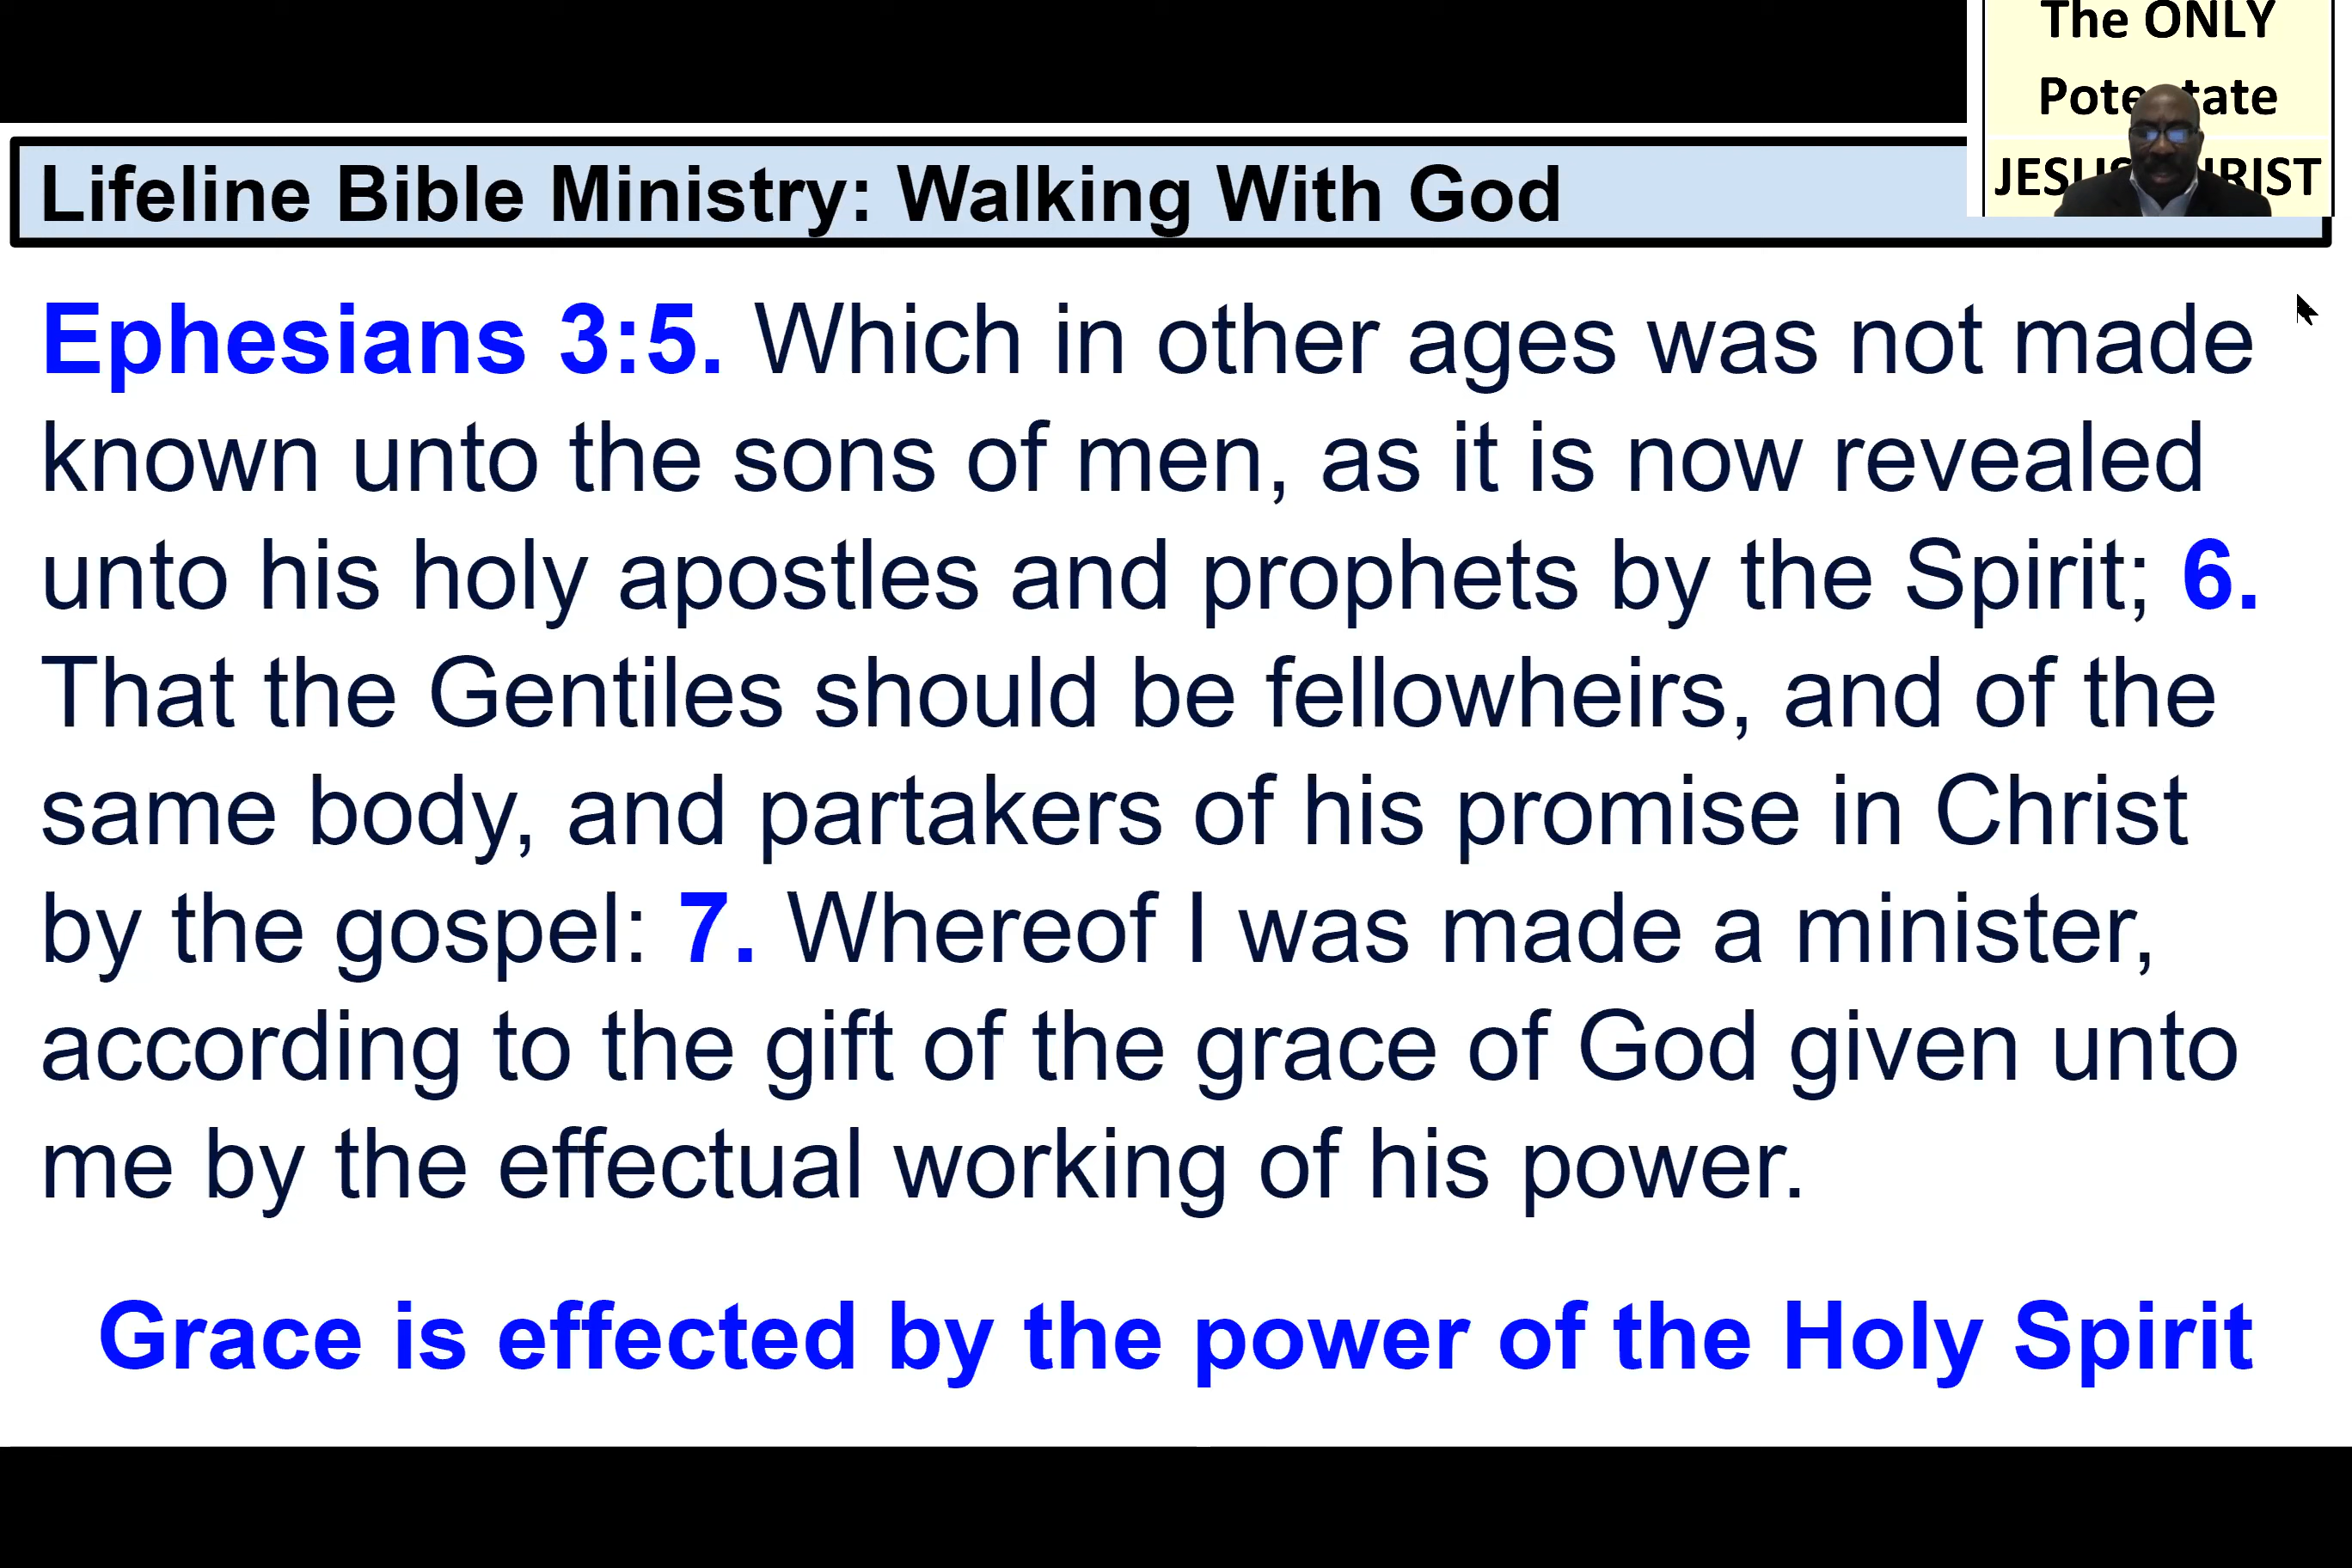 The ONLY
JESUS
Lifeline Bible Ministry: Walking With God
Ephesians 3:5. Which in other ages was not made
known unto the sons of men, as it is now revealed
unto his holy apostles and prophets by the Spirit; 6.
That the Gentiles should be fellowheirs, and of the
same body, and partakers of his promise in Christ
by the gospel: 7. Whereof I was made a minister,
according to the gift of the grace of God given unto
me by the effectual working of his power.
Grace is effected by the power of the Holy Spirit